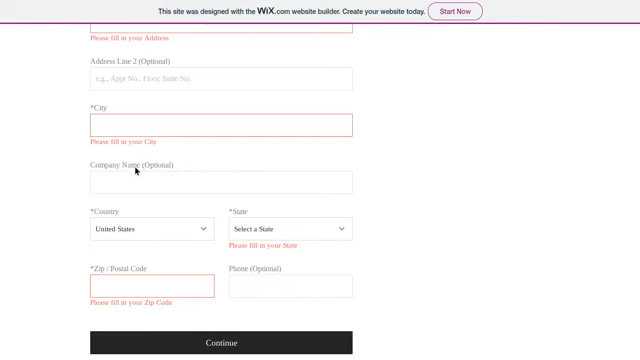 This site was designed with the WiX.com website builder. Create your website today. Start Now
Please fill in your Address
Address Line 2 (Optional)
e.g., Appt No., Floor, Suite No.
*City
Please fill in your City
Company Name (Optional)
*Country *State
United States Select a State
Please fill in your State
*Zip / Postal Code Phone (Optional)
Please fill in your Zip Code
Continue